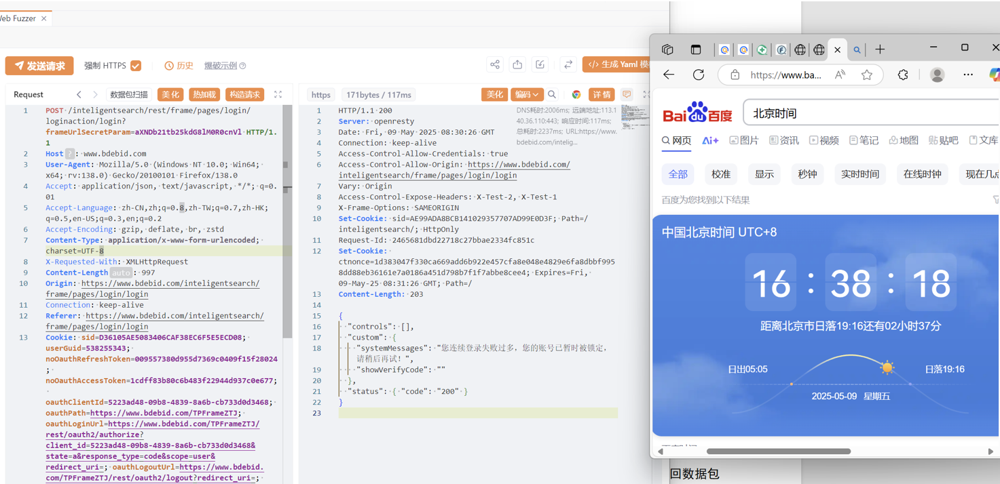 Web Fuzzer
发送请求 强制 HTTPS 历史 爆破示例
生成 Yaml 模
Request 数据包扫描 美化 热加载 构造请求
1 POST /inteligentsearch/rest/frame/pages/login/
loginaction/login?
frameUrlSecretParam=aXNDb21tb25kdG8lM0R0cnVl HTTP/1.
1
2 Host ? : www.bdebid.com
3 User-Agent: Mozilla/5.0 (Windows NT 10.0; Win64;
x64; rv:138.0) Gecko/20100101 Firefox/138.0
4 Accept: application/json, text/javascript, */*; q=0.
01
5 Accept-Language: zh-CN,zh;q=0.8,zh-TW;q=0.7,zh-HK;
q=0.5,en-US;q=0.3,en;q=0.2
6 Accept-Encoding: gzip, deflate, br, zstd
7 Content-Type: application/x-www-form-urlencoded;
charset=UTF-8
8 X-Requested-With: XMLHttpRequest
9 Content-Length auto : 997
10 Origin: https://www.bdebid.com/inteligentsearch/
frame/pages/login/login
11 Connection: keep-alive
12 Referer: https://www.bdebid.com/inteligentsearch/
frame/pages/login/login
13 Cookie: sid=D36105AE5083406CAF38EC6F5E5ECD08;
userGuid=538255343;
noOauthRefreshToken=009557380d955d7369c0409f15f28024
;
noOauthAccessToken=1cdff83b80c6b483f22944d937c0e677;
oauthClientId=5223ad48-09b8-4839-8a6b-cb733d0d3468;
oauthPath=https://www.bdebid.com/TPFrameZTJ;
oauthLoginUrl=https://www.bdebid.com/TPFrameZTJ/
rest/oauth2/authorize?
client_id=5223ad48-09b8-4839-8a6b-cb733d0d3468&
state=a&response_type=code&scope=user&
redirect_uri=; oauthLogoutUrl=https://www.bdebid.
com/TPFrameZTJ/rest/oauth2/logout?redirect_uri=;
https 171bytes / 117ms 美化 编码 详情
DNS耗时:2006ms; 远端地址:113.1
40.36.110:443; 响应时间:117ms;
总耗时:2237ms; URL:https://www.
bdebid.com/intelig...
1 HTTP/1.1 200
2 Server: openresty
3 Date: Fri, 09 May 2025 08:30:26 GMT
4 Connection: keep-alive
5 Access-Control-Allow-Credentials: true
6 Access-Control-Allow-Origin: https://www.bdebid.com/
inteligentsearch/frame/pages/login/login
7 Vary: Origin
8 Access-Control-Expose-Headers: X-Test-2, X-Test-1
9 X-Frame-Options: SAMEORIGIN
10 Set-Cookie: sid=AE99ADA8BCB141029357707AD99E0D3F; Path=/
inteligentsearch/; HttpOnly
11 Request-Id: 2465681dbd22718c27bbae2334fc851c
12 Set-Cookie:
ctnonce=1d383047f330ca669add6b922e457cfa8e048e4829e6fa8dbbf995
8dd88eb36161e7a0186a451d798b7f1f7abbe8cee4; Expires=Fri,
09-May-25 08:31:26 GMT; Path=/
13 Content-Length: 203
14
15 {
16 "controls": [],
17 "custom": {
18 "systemMessages": "您连续登录失败过多，您的账号已暂时被锁定，
请稍后再试！",
19 "showVerifyCode": ""
20 },
21 "status": { "code": "200" }
22 }
23
https://www.ba...
Bai du 百度 北京时间
网页 Ai+ 图片 资讯 视频 笔记 地图 贴吧 文库
全部 校准 显示 秒钟 实时时间 在线时钟 现在几点
百度为您找到以下结果
中国北京时间 UTC+8
16 : 38 : 18
距离北京市日落19:16还有02小时37分
日出05:05 日落19:16
2025-05-09 星期五
回数据包